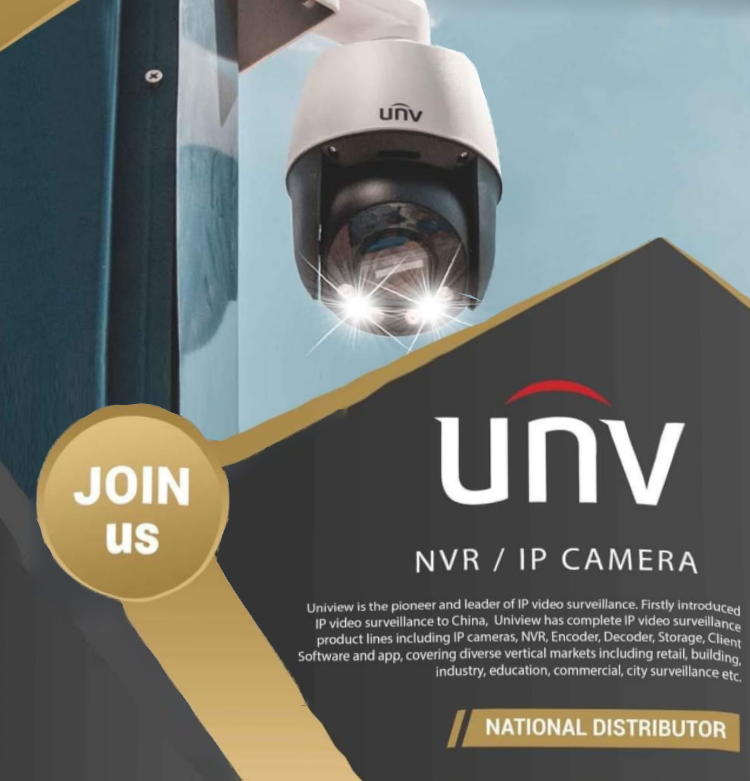 unv
unv
NVR / IP CAMERA
JOIN
us
Uniview is the pioneer and leader of IP video surveillance. Firstly introduced
IP video surveillance to China, Uniview has complete IP video surveillance
product lines including IP cameras, NVR, Encoder, Decoder, Storage, Client
Software and app, covering diverse vertical markets including retail, building,
industry, education, commercial, city surveillance etc.
NATIONAL DISTRIBUTOR